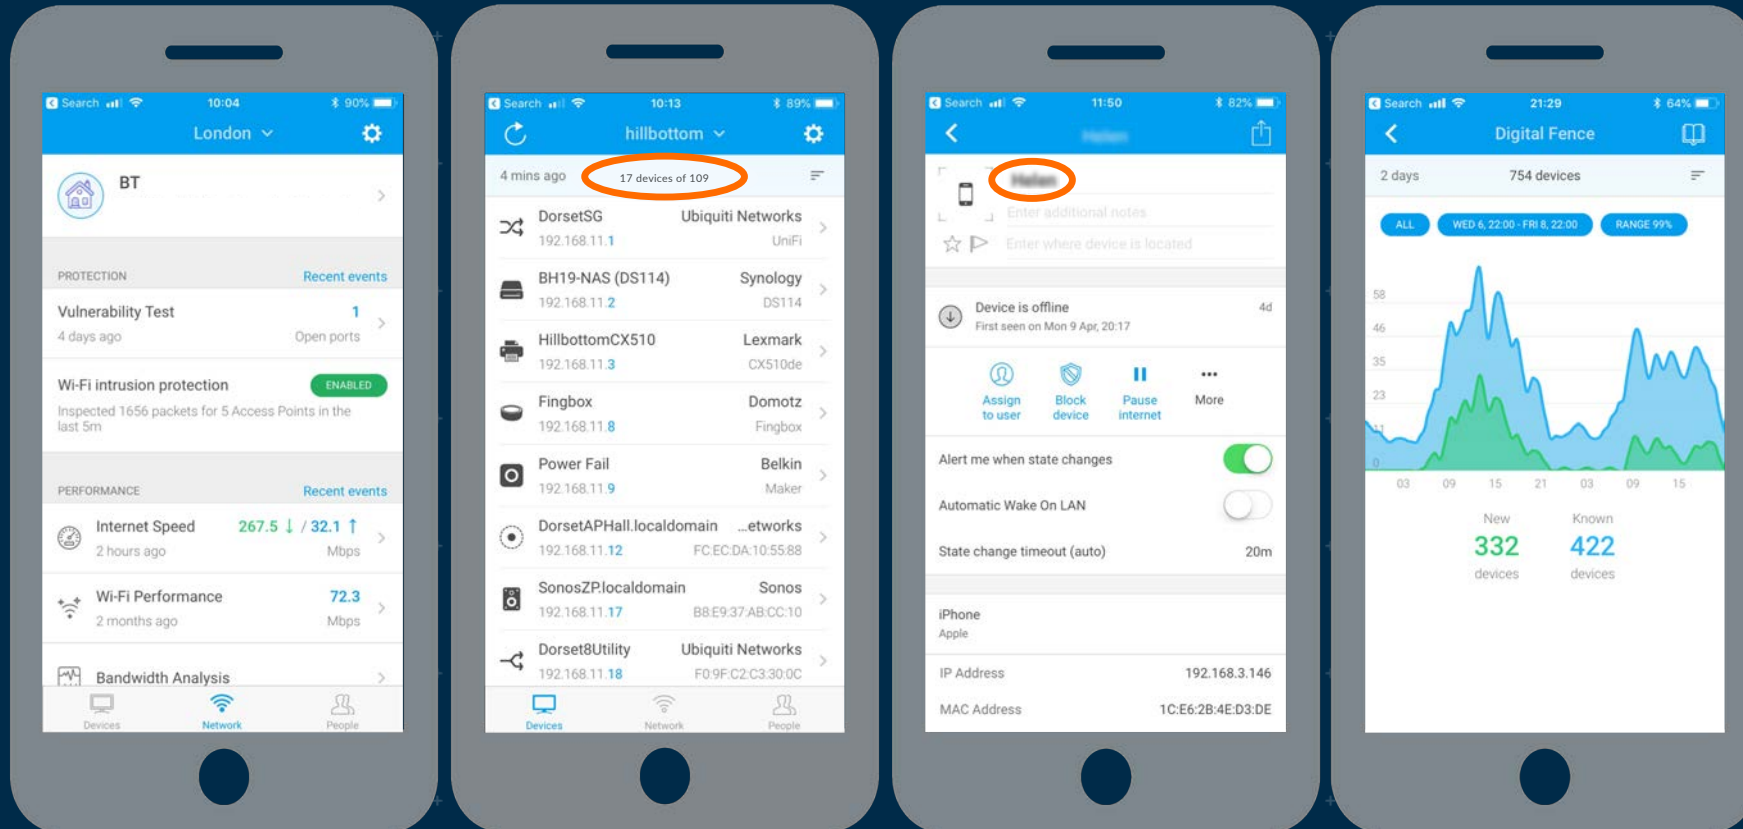 Search 10:04 90%
London
BT
PROTECTION Recent events
Vulnerability Test 1
4 days ago Open ports
Wi-Fi intrusion protection ENABLED
Inspected 1656 packets for 5 Access Points in the
last 5m
PERFORMANCE Recent events
Internet Speed 267.5 ↓ / 32.1 ↑
2 hours ago Mbps
Wi-Fi Performance 72.3
2 months ago Mbps
Bandwidth Analysis
Devices Network People
Search 10:13 89%
hillbottom
4 mins ago 17 devices of 109
DorsetSG Ubiquiti Networks
192.168.11.1 UniFi
BH19-NAS (DS114) Synology
192.168.11.2 DS114
HillbottomCX510 Lexmark
192.168.11.3 CX510de
Fingbox Domotz
192.168.11.8 Fingbox
Power Fail Belkin
192.168.11.9 Maker
DorsetAPHall.localdomain ...etworks
192.168.11.12 FC:EC:DA:10:55:88
SonosZP.localdomain Sonos
192.168.11.17 B8:E9:37:AB:CC:10
Dorset8Utility Ubiquiti Networks
192.168.11.18 F0:9F:C2:C3:30:0C
Devices Network People
Search 11:50 82%
Enter additional notes
Enter where device is located
Device is offline 4d
First seen on Mon 9 Apr, 20:17
Assign Block Pause More
to user device internet
Alert me when state changes
Automatic Wake On LAN
State change timeout (auto) 20m
iPhone
Apple
IP Address 192.168.3.146
MAC Address 1C:E6:2B:4E:D3:DE
Search 21:29 64%
Digital Fence
2 days 754 devices
ALL WED 6, 22:00 - FRI 8, 22:00 RANGE 99%
58
46
35
23
11
0
03 09 15 21 03 09 15
New Known
332 422
devices devices